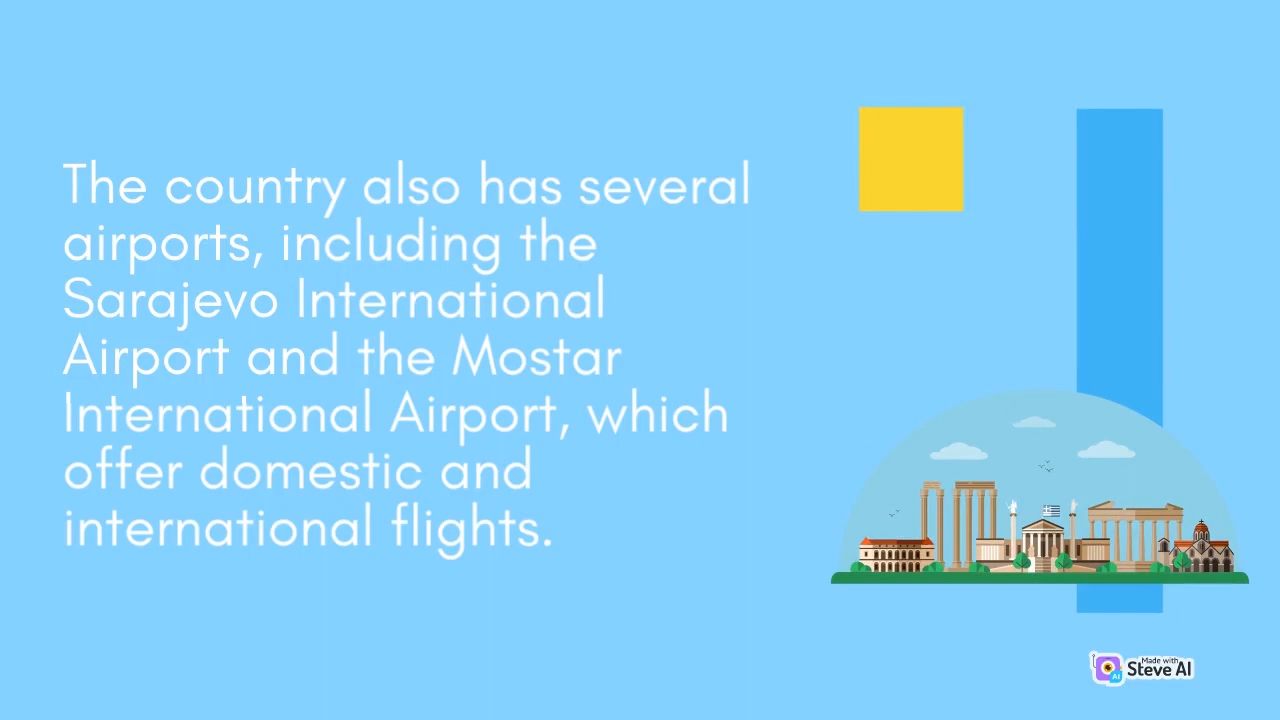 The country also has several
airports, including the
Sarajevo International
Airport and the Mostar
International Airport, which
offer domestic and
international flights.
Made with
Steve AI
AI